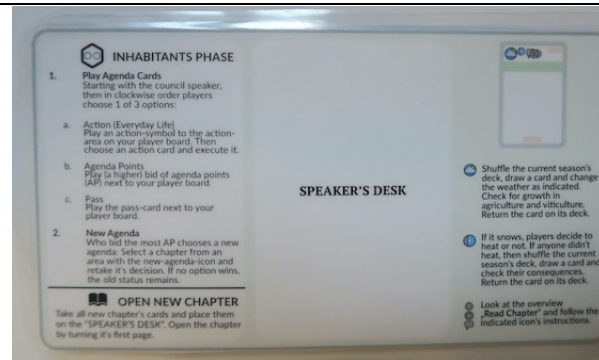 INHABITANTS PHASE
1. Play Agenda Cards
Starting with the council speaker,
then in clockwise order players
choose 1 of 3 options:
a. Action (Everyday Life)
Play an action-symbol to the action-
area on your player board. Then
choose an action card and execute it.
b. Agenda Points
Play (a higher) bid of agenda points
(AP) next to your player board.
c. Pass
Play the pass-card next to your
player board.
2. New Agenda
Who bid the most AP chooses a new
agenda: Select a chapter from an
area with the new-agenda-icon and
retake it's decision. If no option wins,
the old status remains.
OPEN NEW CHAPTER
Take all new chapter's cards and place them
on the "SPEAKER'S DESK". Open the chapter
by turning it's first page.
SPEAKER'S DESK
Shuffle the current season's
deck, draw a card and change
the weather as indicated.
Check for growth in
agriculture and viticulture.
Return the card on its deck.
If it snows, players decide to
heat or not. If anyone didn't
heat, then shuffle the current
season's deck, draw a card and
check their consequences.
Return the card on its deck.
Look at the overview
„Read Chapter" and follow the
indicated icon's instructions.